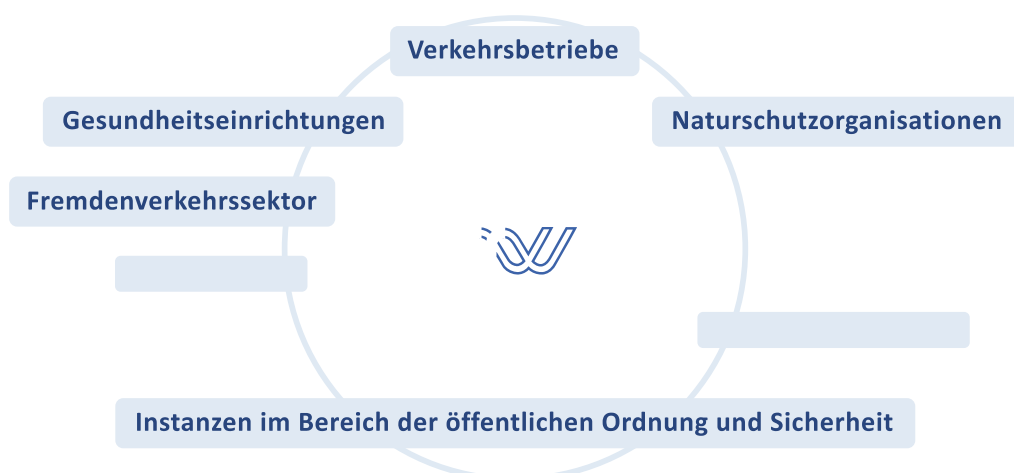 Verkehrsbetriebe
Gesundheitseinrichtungen
Naturschutzorganisationen
Fremdenverkehrssektor
Instanzen im Bereich der öffentlichen Ordnung und Sicherheit